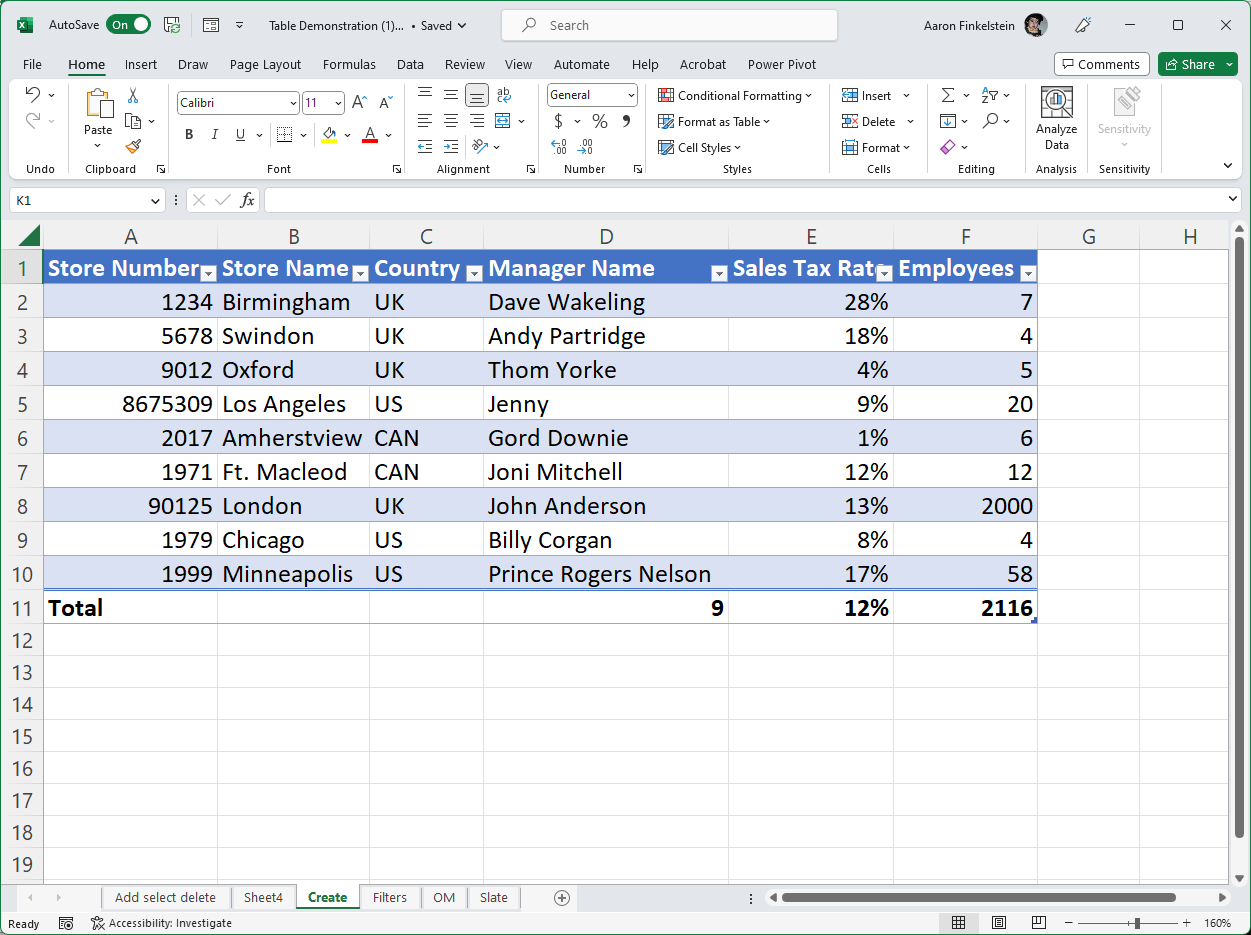 AutoSave On Table Demonstration (1)... • Saved Search Aaron Finkelstein
File Home Insert Draw Page Layout Formulas Data Review View Automate Help Acrobat Power Pivot Comments Share
Paste Calibri 11 General Conditional Formatting Insert Analyze Data Sensitivity
B I U A ab $ % Format as Table Delete
Cell Styles Format
Undo Clipboard Font Alignment Number Styles Cells Editing Analysis Sensitivity
K1 fx
A B C D E F G H
1 Store Number Store Name Country Manager Name Sales Tax Rat Employees
2 1234 Birmingham UK Dave Wakeling 28% 7
3 5678 Swindon UK Andy Partridge 18% 4
4 9012 Oxford UK Thom Yorke 4% 5
5 8675309 Los Angeles US Jenny 9% 20
6 2017 Amherstview CAN Gord Downie 1% 6
7 1971 Ft. Macleod CAN Joni Mitchell 12% 12
8 90125 London UK John Anderson 13% 2000
9 1979 Chicago US Billy Corgan 8% 4
10 1999 Minneapolis US Prince Rogers Nelson 17% 58
11 Total 9 12% 2116
12
13
14
15
16
17
18
19
Add select delete Sheet4 Create Filters OM Slate
Ready Accessibility: Investigate 160%